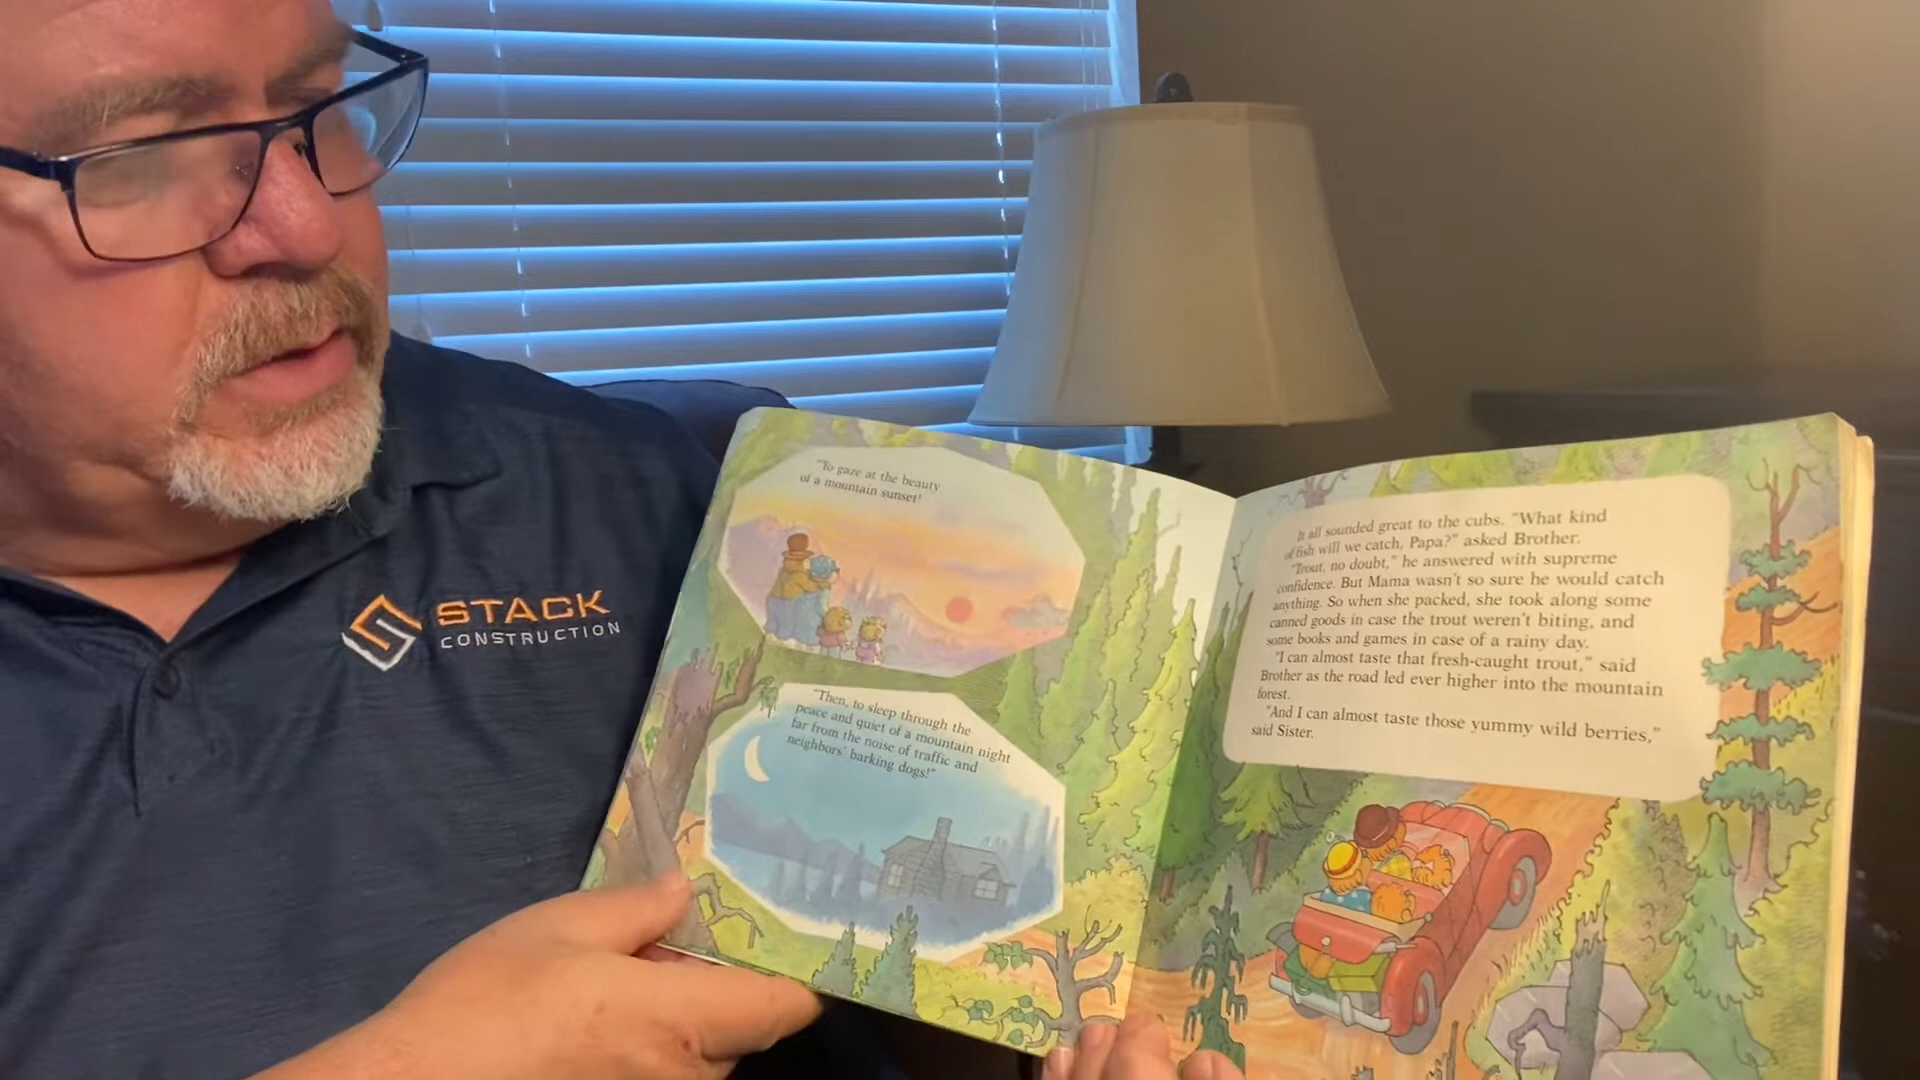 STACK
CONSTRUCTION
"To gaze at the beauty
of a mountain sunset!
"Then, to sleep through the
peace and quiet of a mountain night
far from the noise of traffic and
neighbors' barking dogs!"
It all sounded great to the cubs. "What kind
of fish will we catch, Papa?" asked Brother.
"Trout, no doubt," he answered with supreme
confidence. But Mama wasn't so sure he would catch
anything. So when she packed, she took along some
canned goods in case the trout weren't biting, and
some books and games in case of a rainy day.
"I can almost taste that fresh-caught trout," said
Brother as the road led ever higher into the mountain
forest.
"And I can almost taste those yummy wild berries,"
said Sister.